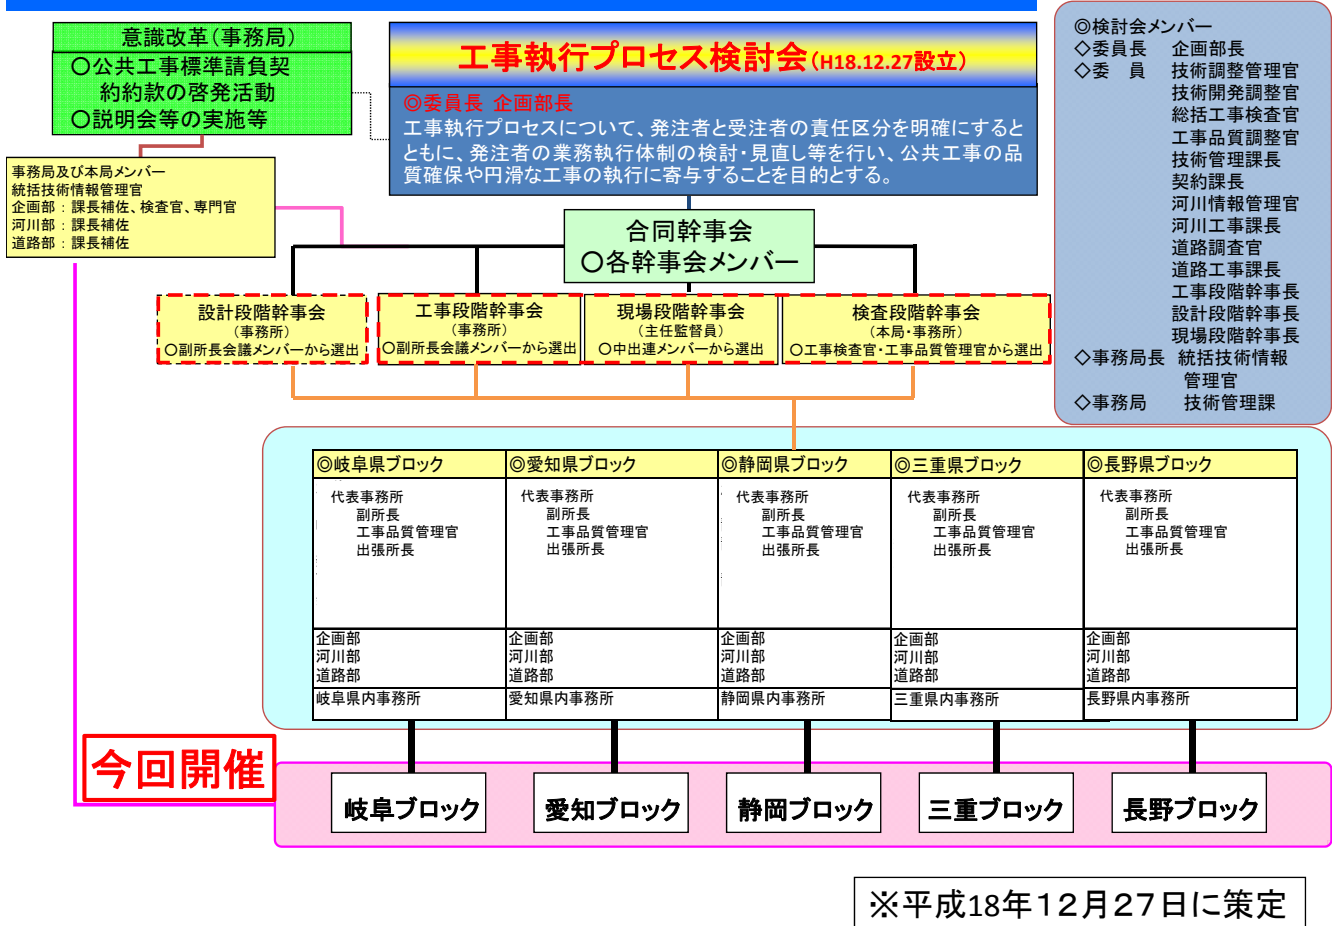 意識改革(事務局)
〇公共工事標準請負契
約約款の啓発活動
〇説明会等の実施等
工事執行プロセス検討会(H18.12.27設立)
◎委員長 企画部長
工事執行プロセスについて、発注者と受注者の責任区分を明確にすると
ともに、発注者の業務執行体制の検討・見直し等を行い、公共工事の品
質確保や円滑な工事の執行に寄与することを目的とする。
◎検討会メンバー
◇委員長 企画部長
◇委 員 技術調整管理官
技術開発調整官
総括工事検査官
工事品質調整官
技術管理課長
契約課長
河川情報管理官
河川工事課長
道路調査官
道路工事課長
工事段階幹事長
設計段階幹事長
現場段階幹事長
◇事務局長 統括技術情報
管理官
◇事務局 技術管理課
事務局及び本局メンバー
統括技術情報管理官
企画部：課長補佐、検査官、専門官
河川部：課長補佐
道路部：課長補佐
合同幹事会
〇各幹事会メンバー
設計段階幹事会
(事務所)
〇副所長会議メンバーから選出
工事段階幹事会
(事務所)
〇副所長会議メンバーから選出
現場段階幹事会
(主任監督員)
〇中出連メンバーから選出
検査段階幹事会
(本局・事務所)
〇工事検査官・工事品質管理官から選出
◎岐阜県ブロック
代表事務所
副所長
工事品質管理官
出張所長
企画部
河川部
道路部
岐阜県内事務所
◎愛知県ブロック
代表事務所
副所長
工事品質管理官
出張所長
企画部
河川部
道路部
愛知県内事務所
◎静岡県ブロック
代表事務所
副所長
工事品質管理官
出張所長
企画部
河川部
道路部
静岡県内事務所
◎三重県ブロック
代表事務所
副所長
工事品質管理官
出張所長
企画部
河川部
道路部
三重県内事務所
◎長野県ブロック
代表事務所
副所長
工事品質管理官
出張所長
企画部
河川部
道路部
長野県内事務所
今回開催
岐阜ブロック
愛知ブロック
静岡ブロック
三重ブロック
長野ブロック
※平成18年１２月２７日に策定